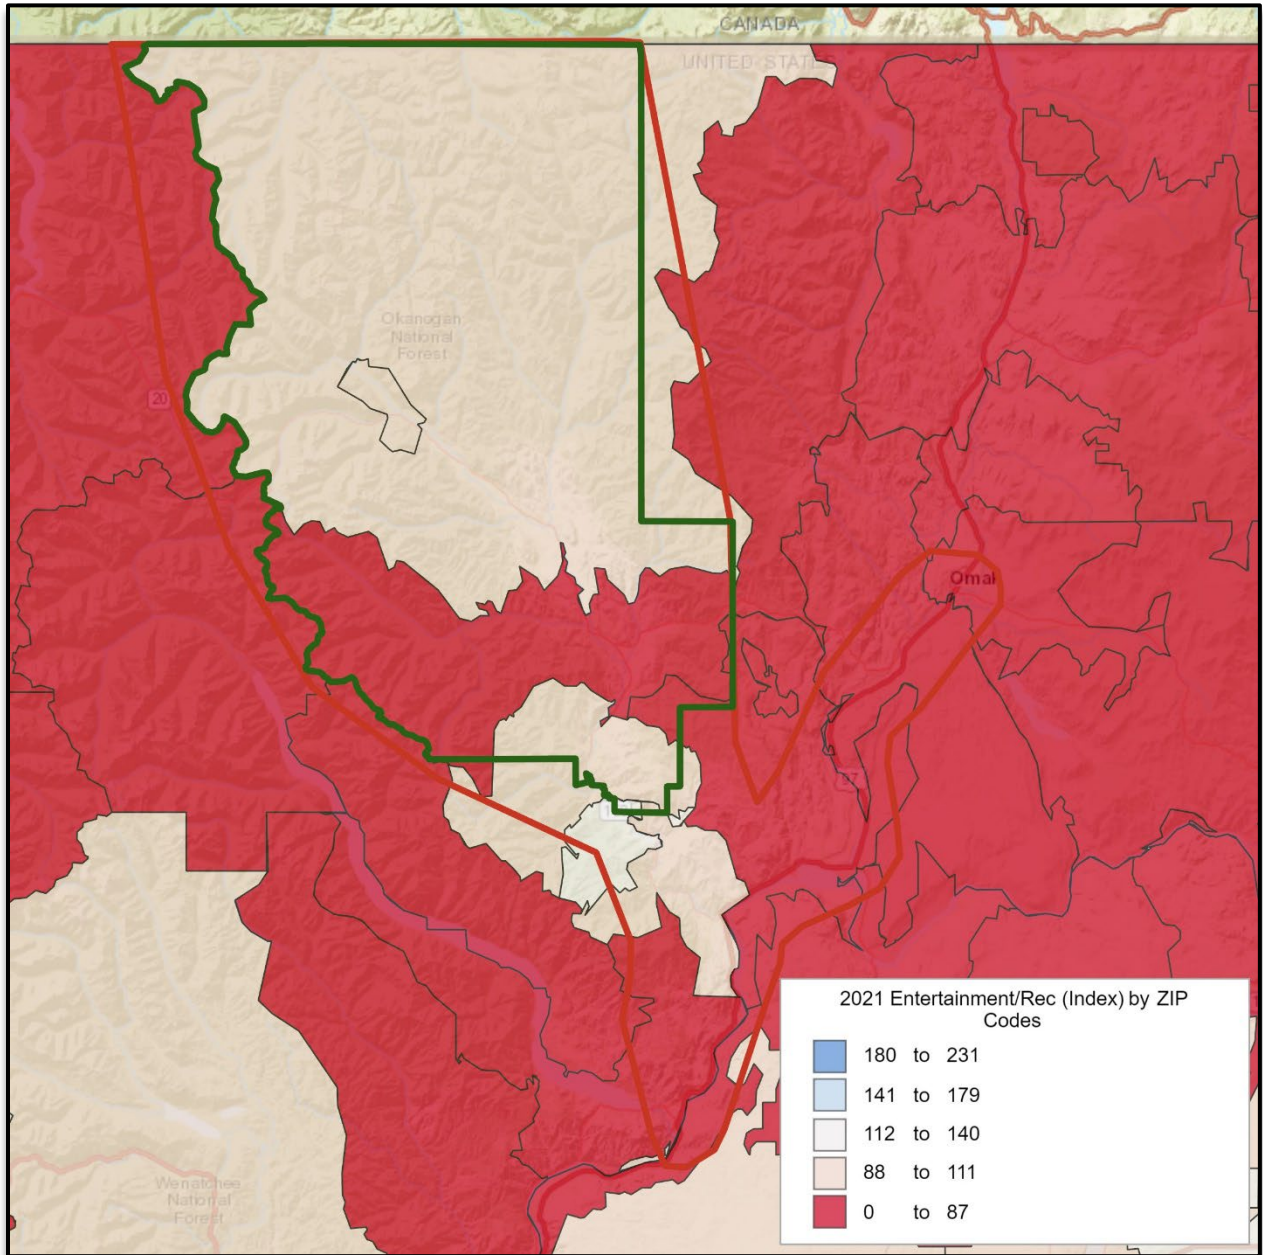 CANADA
UNITED STAT
Okanogan
National
Forest
20
Omak
97
Wenatchee
National
Forest
2021 Entertainment/Rec (Index) by ZIP
Codes
180 to 231
141 to 179
112 to 140
88 to 111
0 to 87